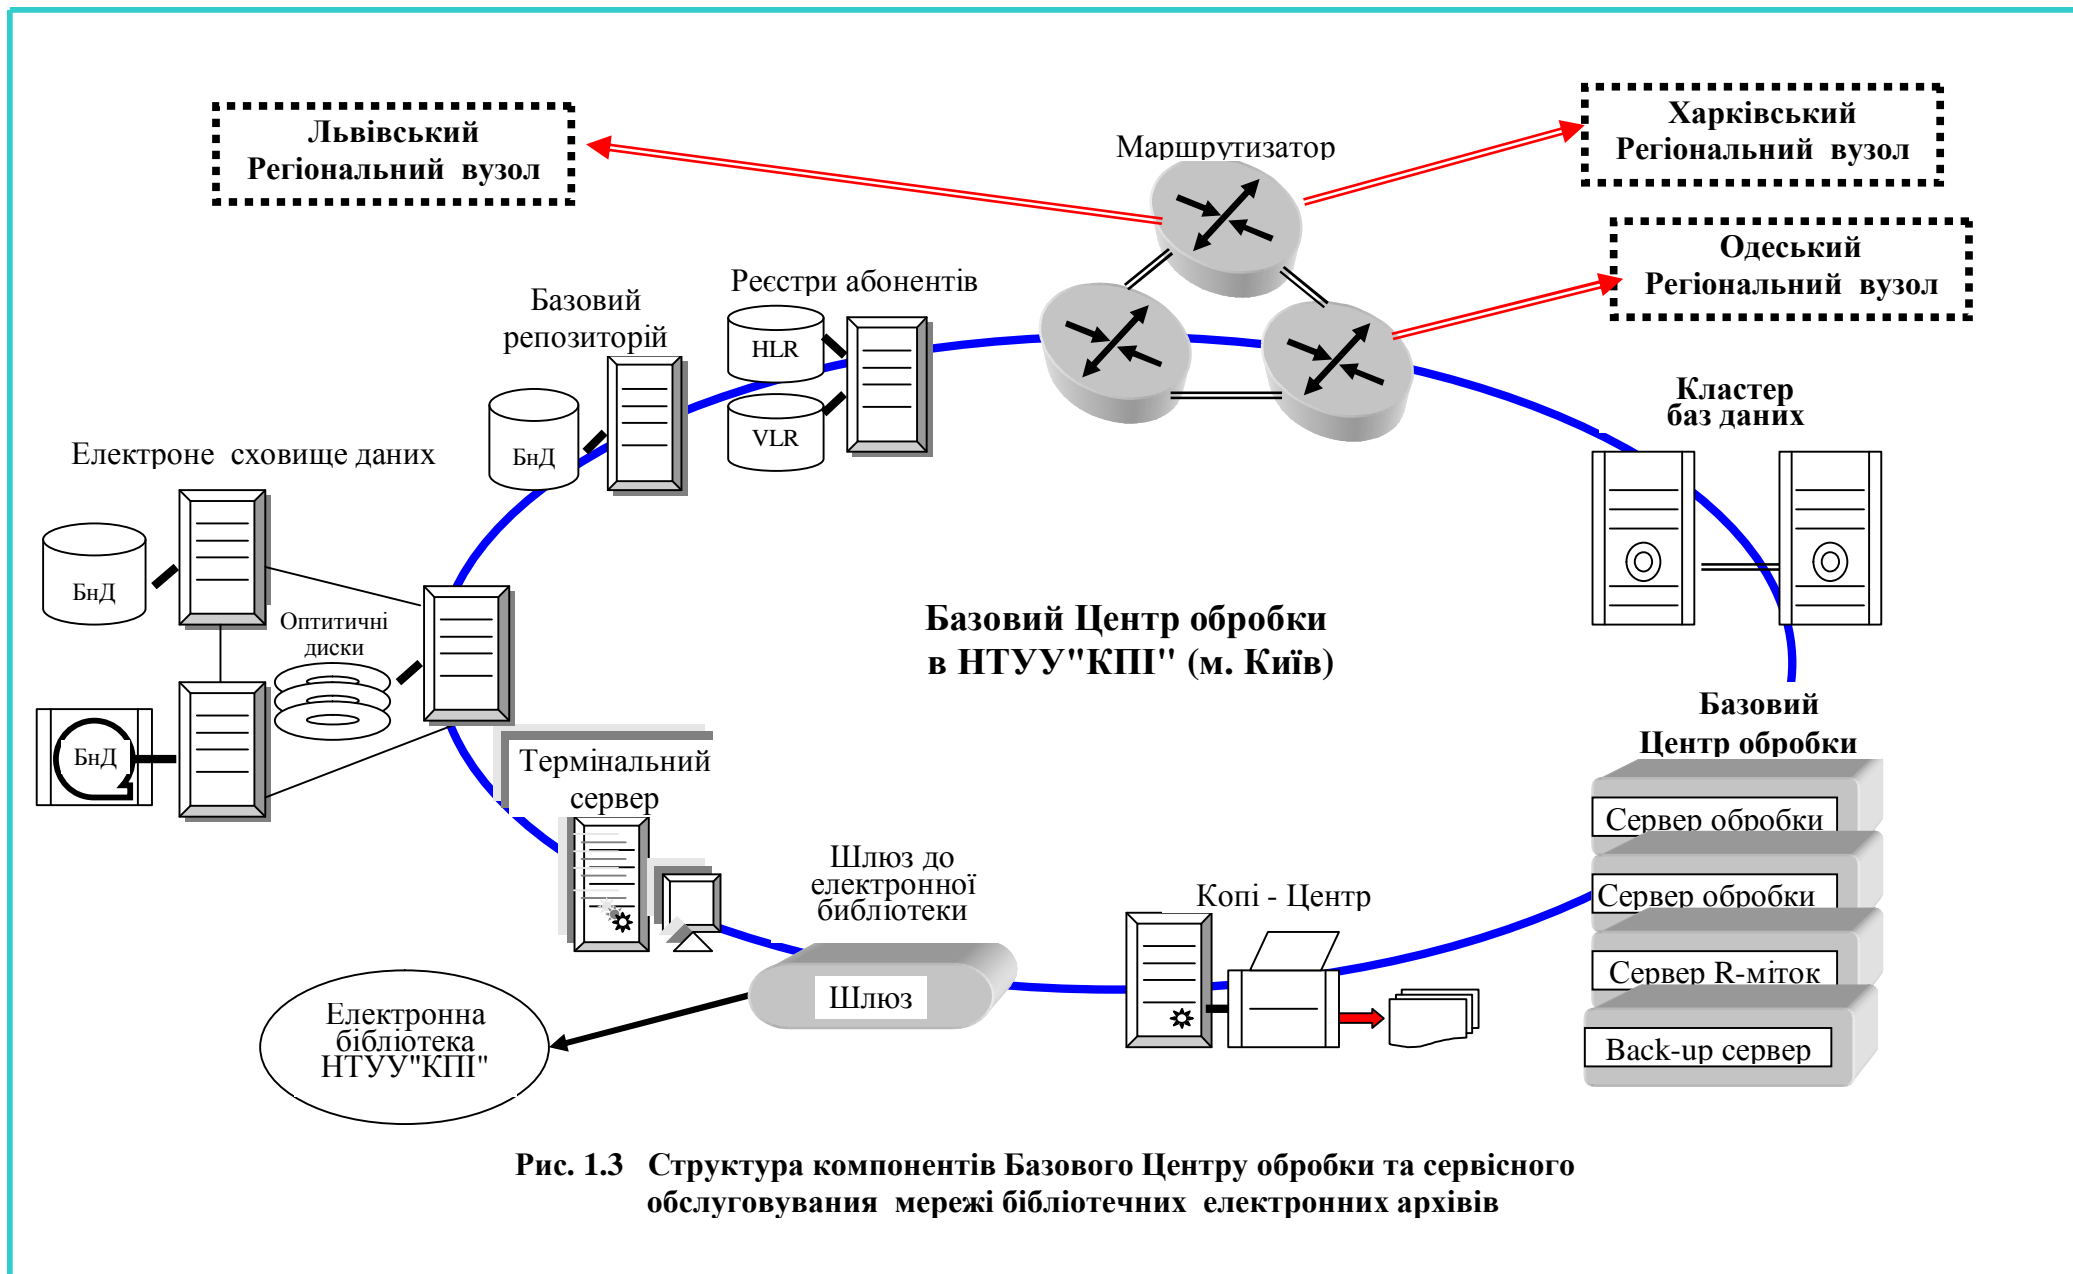 Львівський
Регіональний вузол
Маршрутизатор
Харківський
Регіональний вузол
Одеський
Регіональний вузол
Реєстри абонентів
HLR
VLR
Базовий
репозиторій
БнД
Кластер
баз даних
Електроне сховище даних
БнД
Оптитичні
диски
БнД
Базовий Центр обробки
в НТУУ"КПІ" (м. Київ)
Базовий
Центр обробки
Сервер обробки
Сервер обробки
Сервер R-міток
Back-up сервер
Термінальний
сервер
Шлюз до
електронної
библіотеки
Шлюз
Копі - Центр
Електронна
бібліотека
НТУУ"КПІ"
Рис. 1.3 Структура компонентів Базового Центру обробки та сервісного
обслуговування мережі бібліотечних електронних архівів